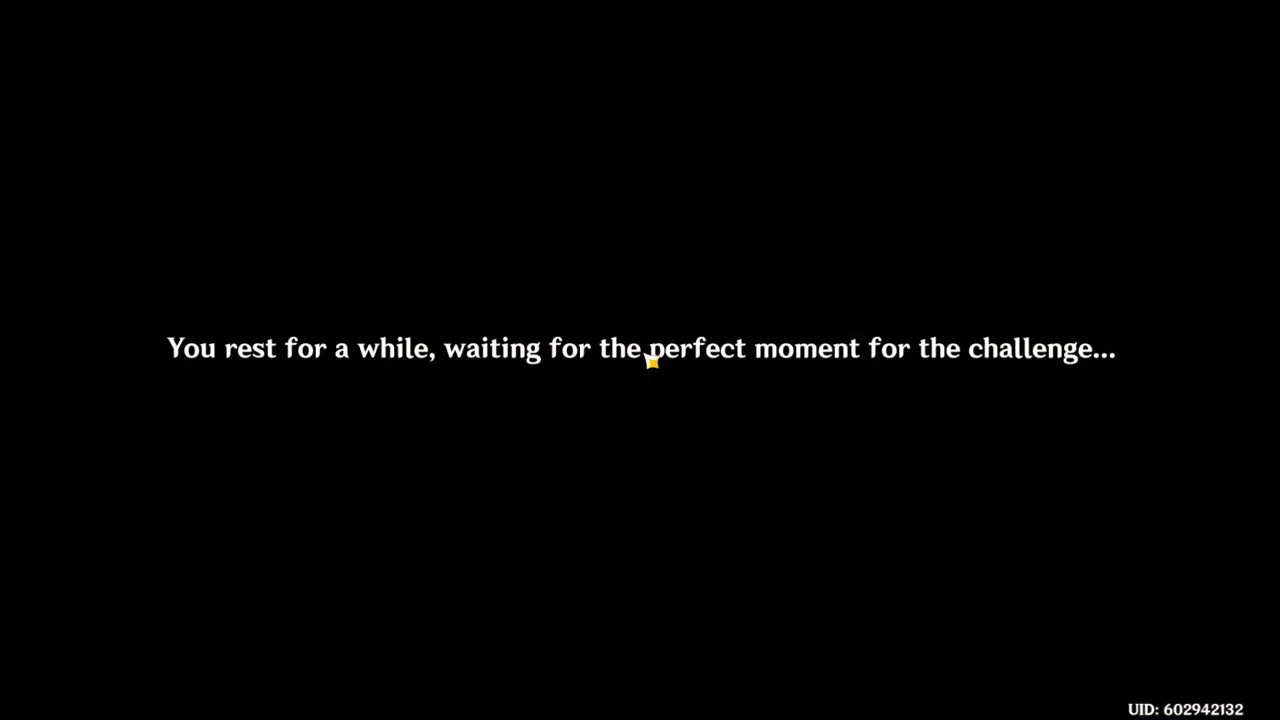 You rest for a while, waiting for the perfect moment for the challenge...
UID: 602942132